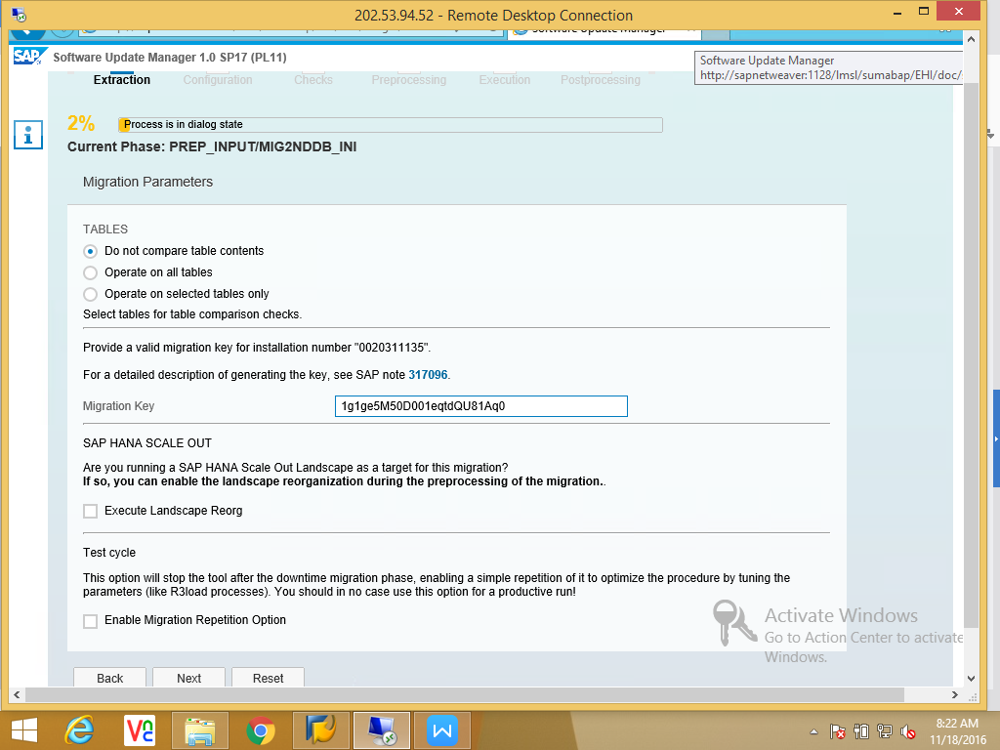 202.53.94.52 - Remote Desktop Connection
SAP Software Update Manager 1.0 SP17 (PL11)
Software Update Manager
http://sapnetweaver:1128/lmsl/sumabap/EHI/doc/
Extraction Configuration Checks Preprocessing Execution Postprocessing
2% Process is in dialog state
Current Phase: PREP_INPUT/MIG2NDDB_INI
Migration Parameters
TABLES
Do not compare table contents
Operate on all tables
Operate on selected tables only
Select tables for table comparison checks.
Provide a valid migration key for installation number "0020311135".
For a detailed description of generating the key, see SAP note 317096.
Migration Key 1g1ge5M50D001eqtdQU81Aq0
SAP HANA SCALE OUT
Are you running a SAP HANA Scale Out Landscape as a target for this migration?
If so, you can enable the landscape reorganization during the preprocessing of the migration..
Execute Landscape Reorg
Test cycle
This option will stop the tool after the downtime migration phase, enabling a simple repetition of it to optimize the procedure by tuning the
parameters (like R3load processes). You should in no case use this option for a productive run!
Enable Migration Repetition Option
Activate Windows
Go to Action Center to activate
Windows.
Back Next Reset
8:22 AM
11/18/2016